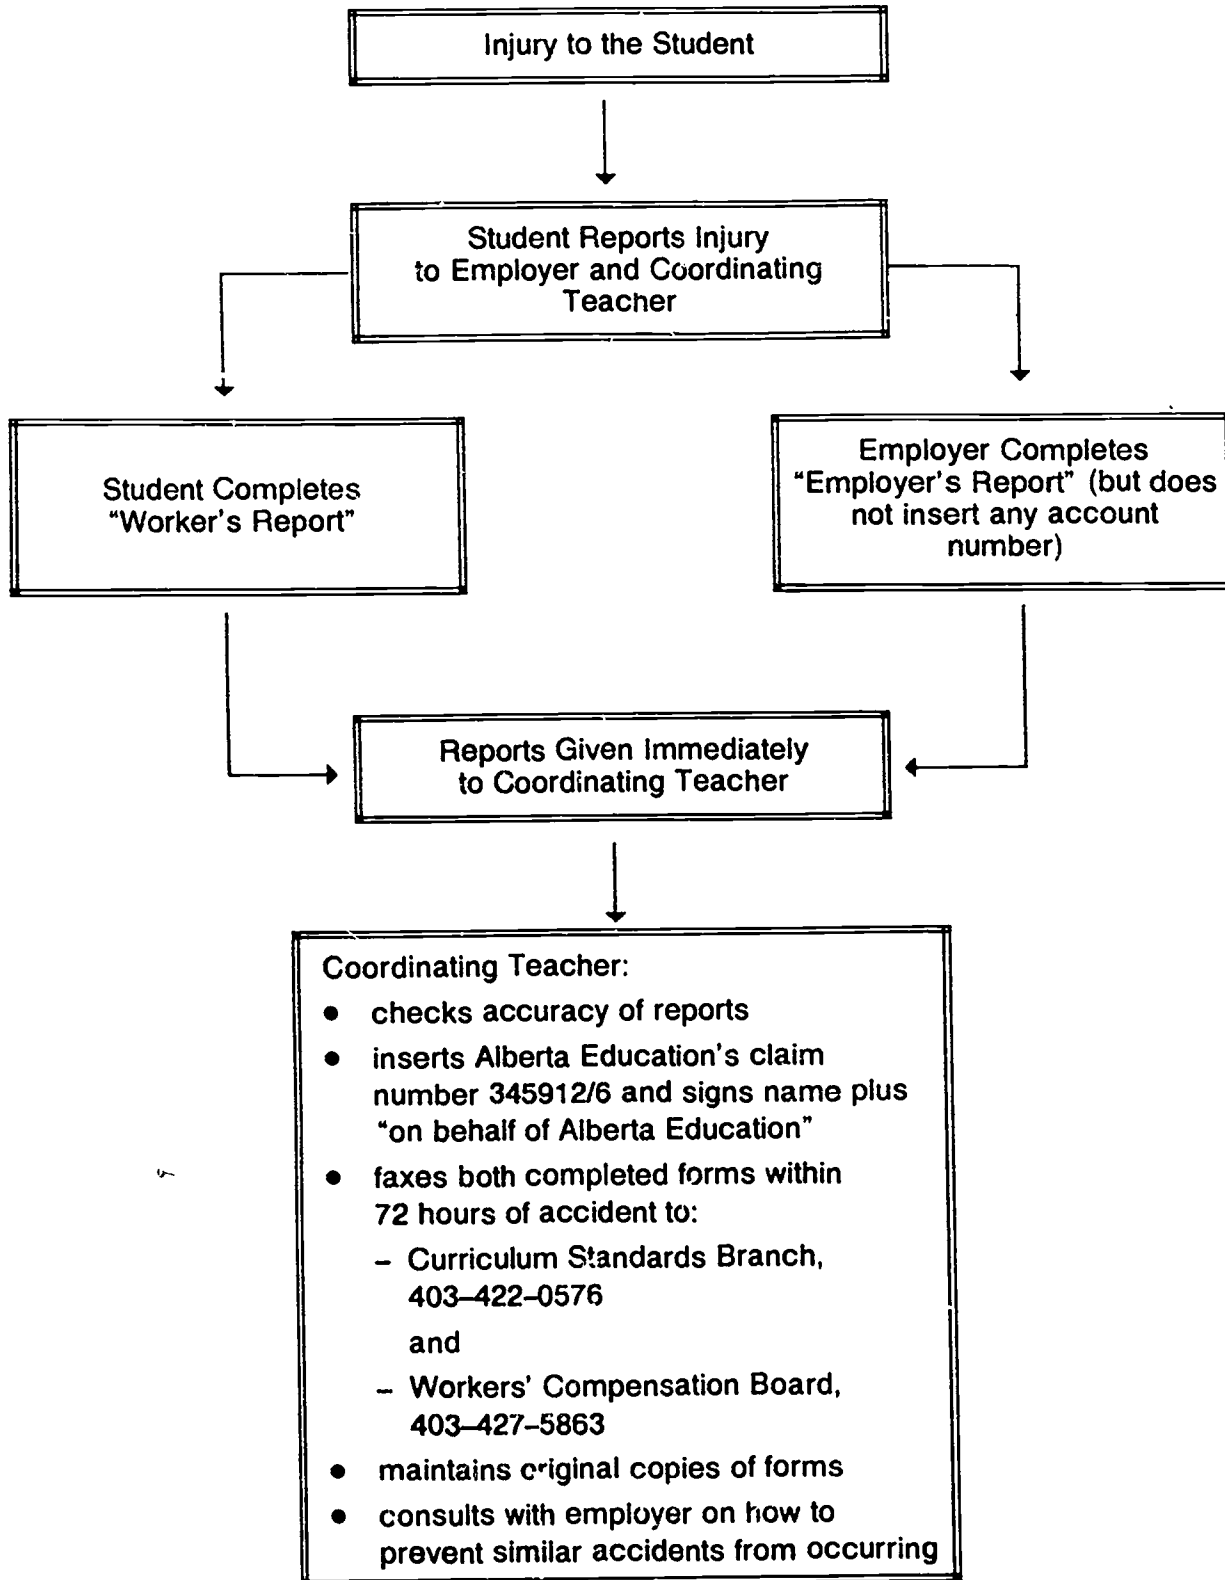 Injury to the Student
Student Reports Injury
to Employer and Coordinating
Teacher
Student Completes
"Worker's Report"
Employer Completes
"Employer's Report" (but does
not insert any account
number)
Reports Given Immediately
to Coordinating Teacher
Coordinating Teacher:
● checks accuracy of reports
● inserts Alberta Education's claim
number 345912/6 and signs name plus
"on behalf of Alberta Education"
● faxes both completed forms within
72 hours of accident to:
– Curriculum Standards Branch,
403–422–0576
and
– Workers' Compensation Board,
403–427–5863
● maintains original copies of forms
● consults with employer on how to
prevent similar accidents from occurring